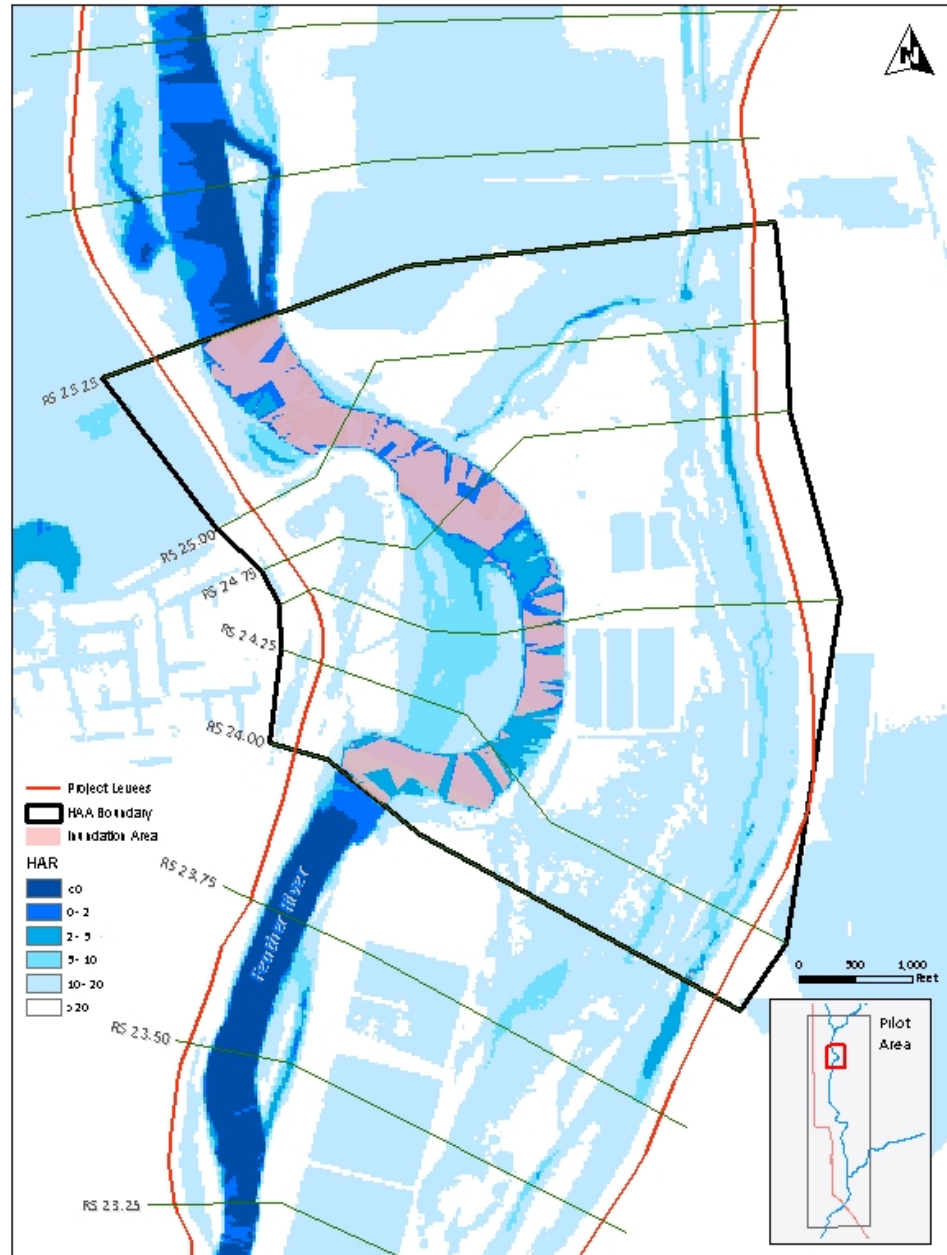 N
RS 25.25
RS 25.00
RS 24.75
RS 24.25
RS 24.00
Project Levees
HAA Boundary
Inundation Area
HAR
<0
0 - 2
2 - 5
5 - 10
10 - 20
>20
RS 23.75
Feather River
RS 23.50
RS 23.25
0 500 1,000
Feet
Pilot
Area